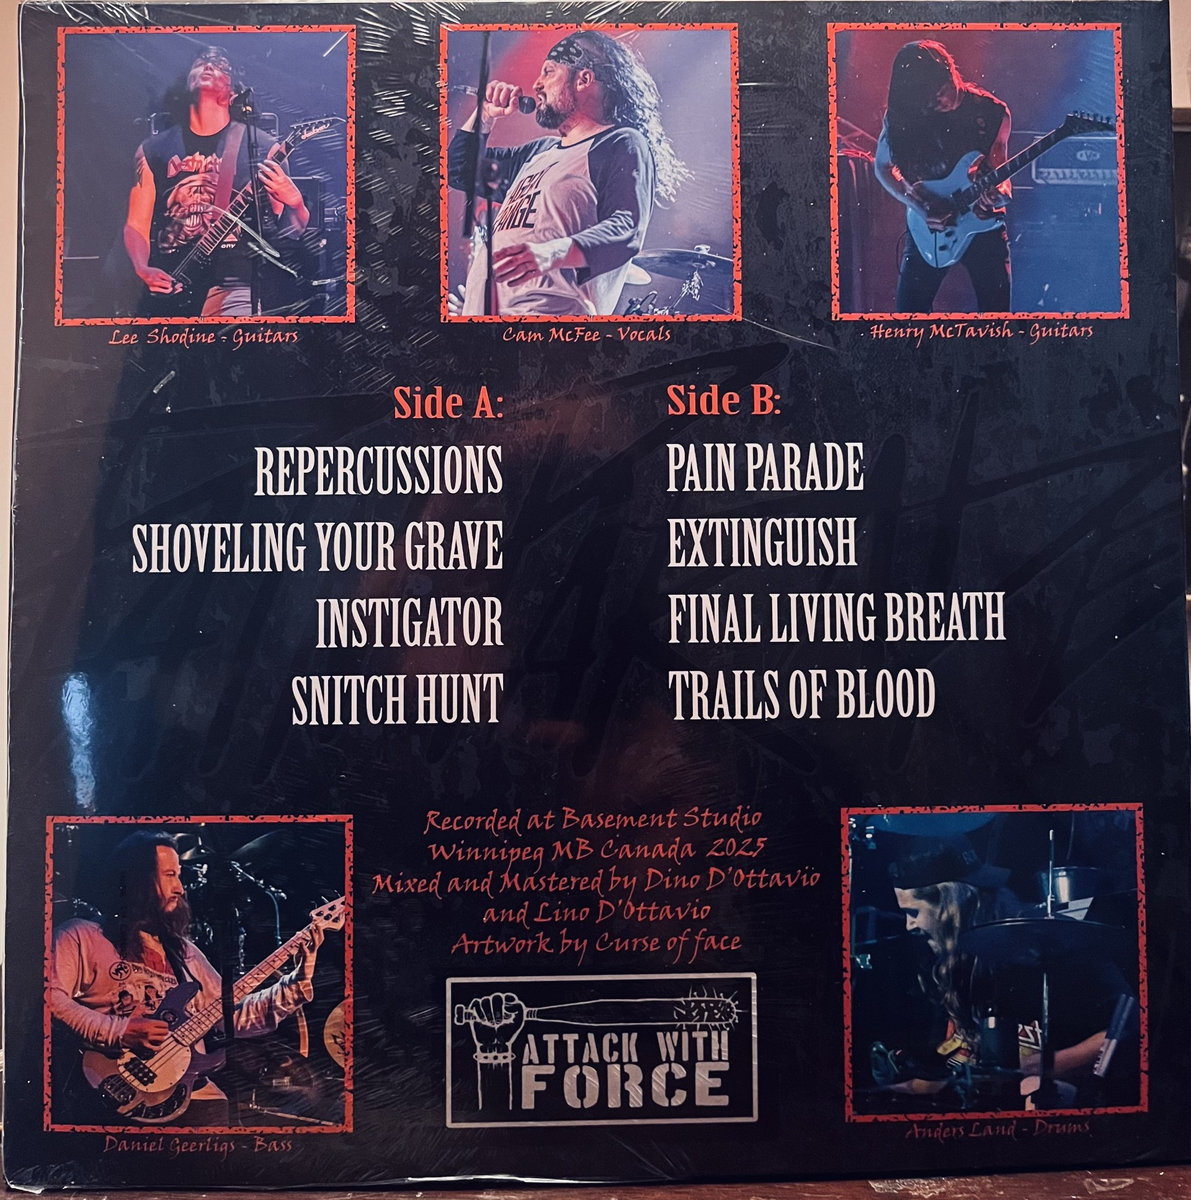 Lee Shodine - Guitars
Cam McFee - Vocals
Henry McTavish - Guitars
Side A:
REPERCUSSIONS
SHOVELING YOUR GRAVE
INSTIGATOR
SNITCH HUNT
Side B:
PAIN PARADE
EXTINGUISH
FINAL LIVING BREATH
TRAILS OF BLOOD
Recorded at Basement Studio
Winnipeg MB Canada 2025
Mixed and Mastered by Dino D'Ottavio
and Lino D'Ottavio
Artwork by Curse of face
ATTACK WITH
FORCE
Daniel Geerligs - Bass
Anders Land - Drums